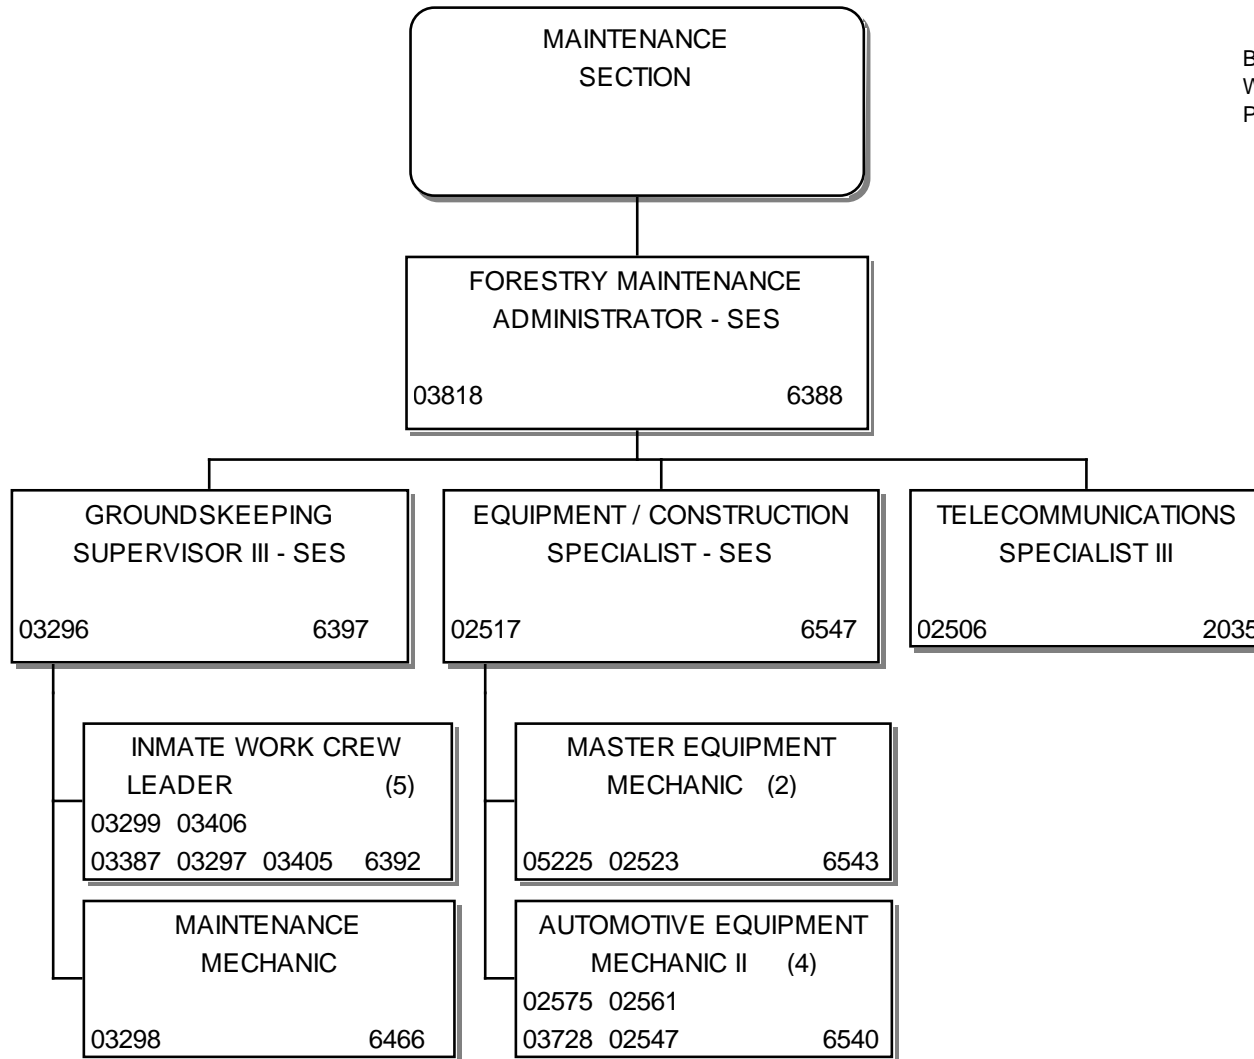 MAINTENANCE
SECTION
B
W
P
FORESTRY MAINTENANCE
ADMINISTRATOR - SES
03818 6388
GROUNDSKEEPING
SUPERVISOR III - SES
03296 6397
EQUIPMENT / CONSTRUCTION
SPECIALIST - SES
02517 6547
TELECOMMUNICATIONS
SPECIALIST III
02506 2035
INMATE WORK CREW
LEADER (5)
03299 03406
03387 03297 03405 6392
MASTER EQUIPMENT
MECHANIC (2)
05225 02523 6543
MAINTENANCE
MECHANIC
03298 6466
AUTOMOTIVE EQUIPMENT
MECHANIC II (4)
02575 02561
03728 02547 6540